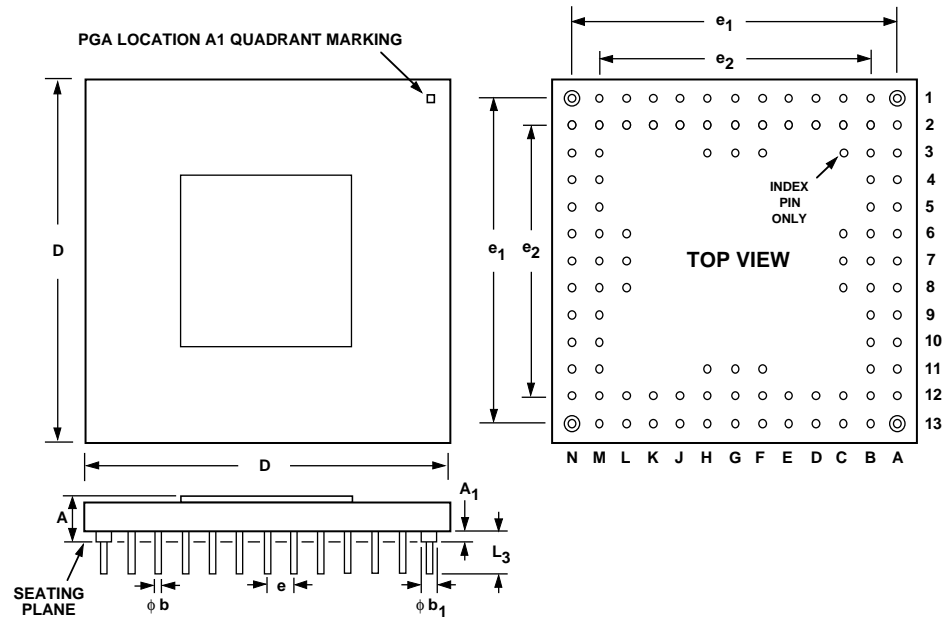 PGA LOCATION A1 QUADRANT MARKING
D
D
A
A1
L3
SEATING
PLANE
ϕ b
e
ϕ b1
e1
e2
e1
e2
INDEX
PIN
ONLY
TOP VIEW
1
2
3
4
5
6
7
8
9
10
11
12
13
N M L K J H G F E D C B A